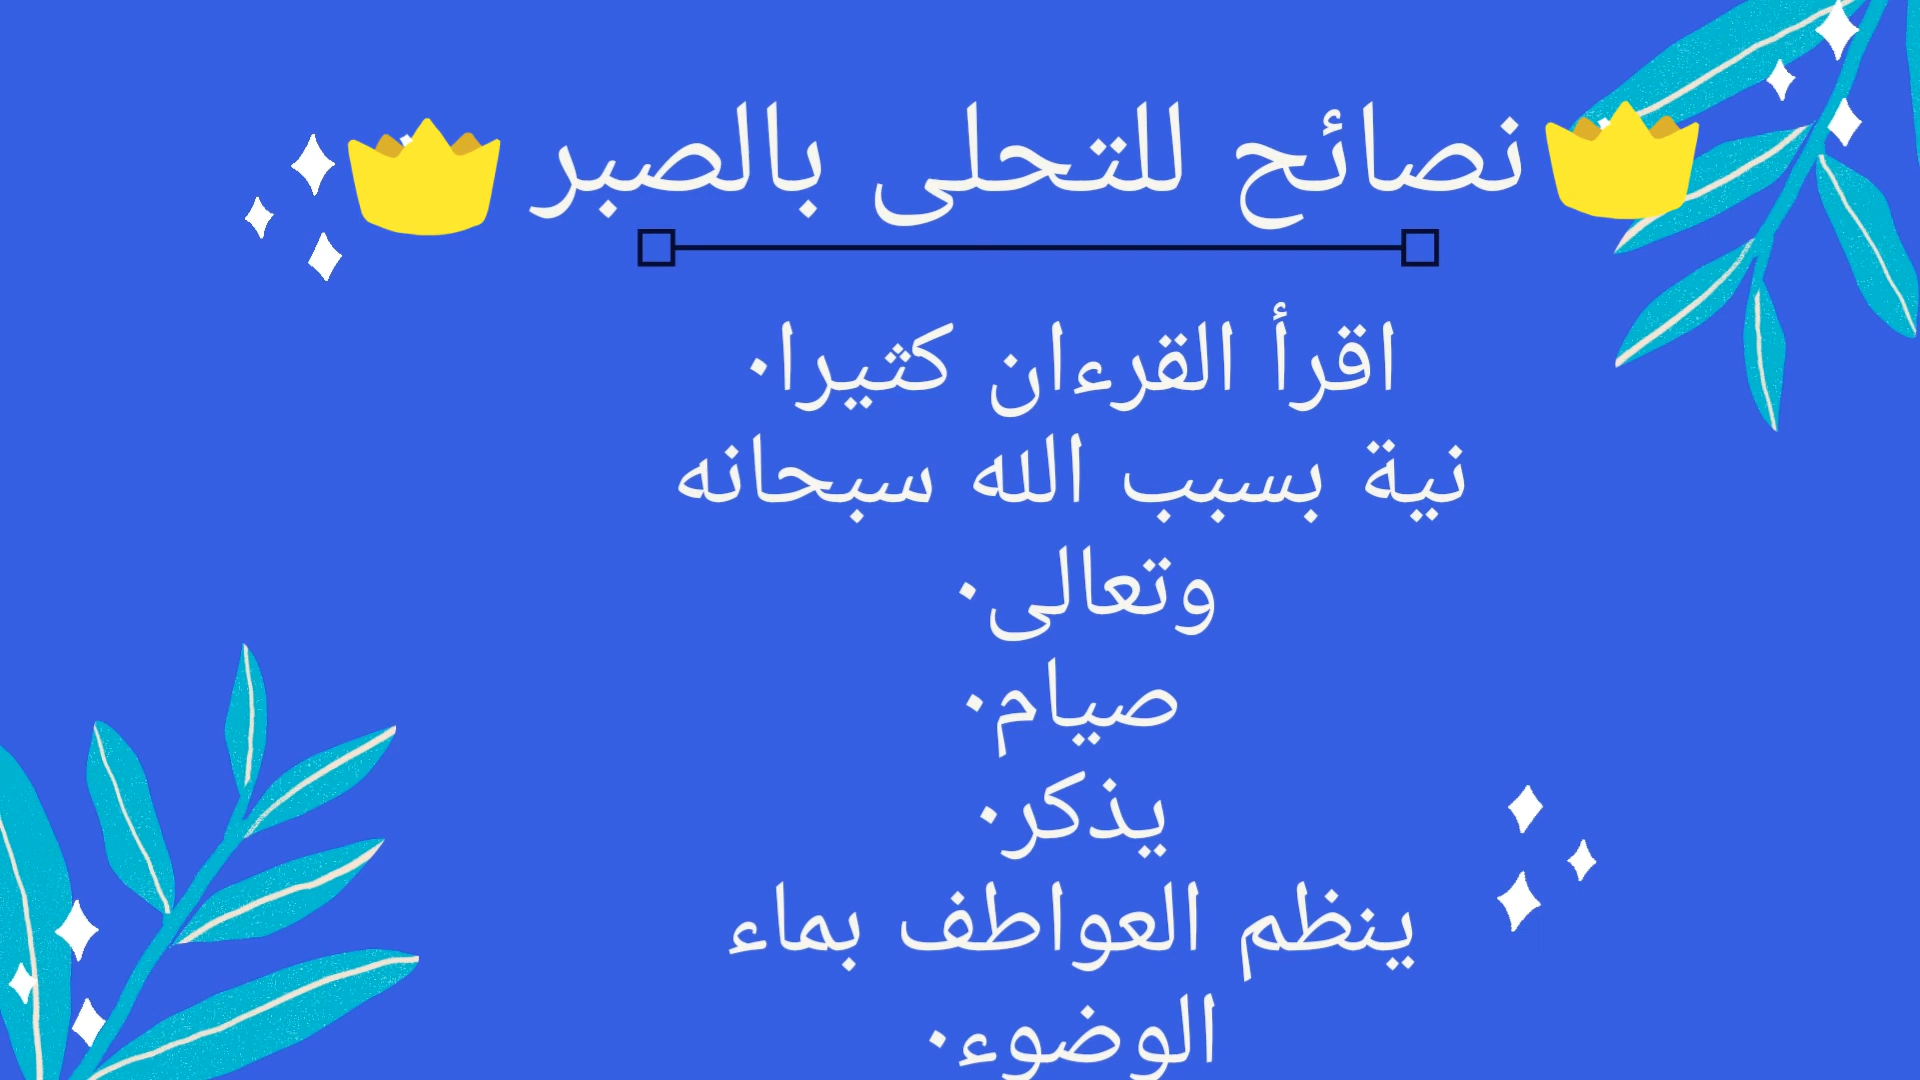 نصائح للتحلى بالصبر
اقرأ القرءان كثيرا.
نية بسبب الله سبحانه
وتعالى.
صيام.
يذكر.
ينظم العواطف بماء
الوضوء.